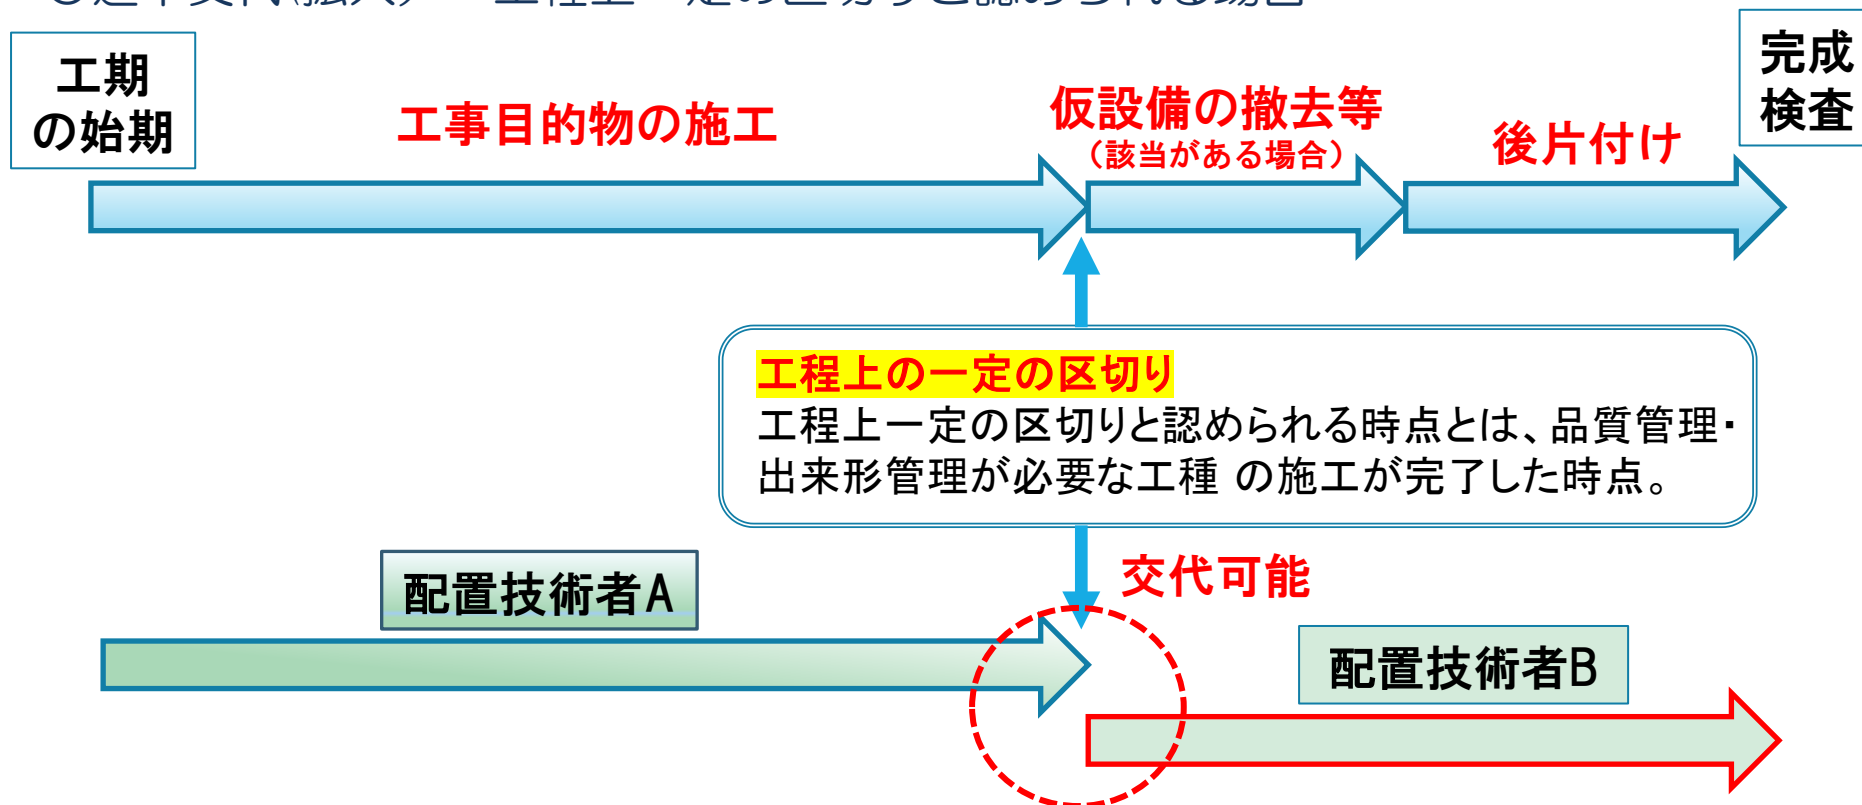 工期
の始期
工事目的物の施工
仮設備の撤去等
（該当がある場合）
後片付け
完成
検査
工程上の一定の区切り
工程上一定の区切りと認められる時点とは、品質管理・
出来形管理が必要な工種 の施工が完了した時点。
交代可能
配置技術者A
配置技術者B